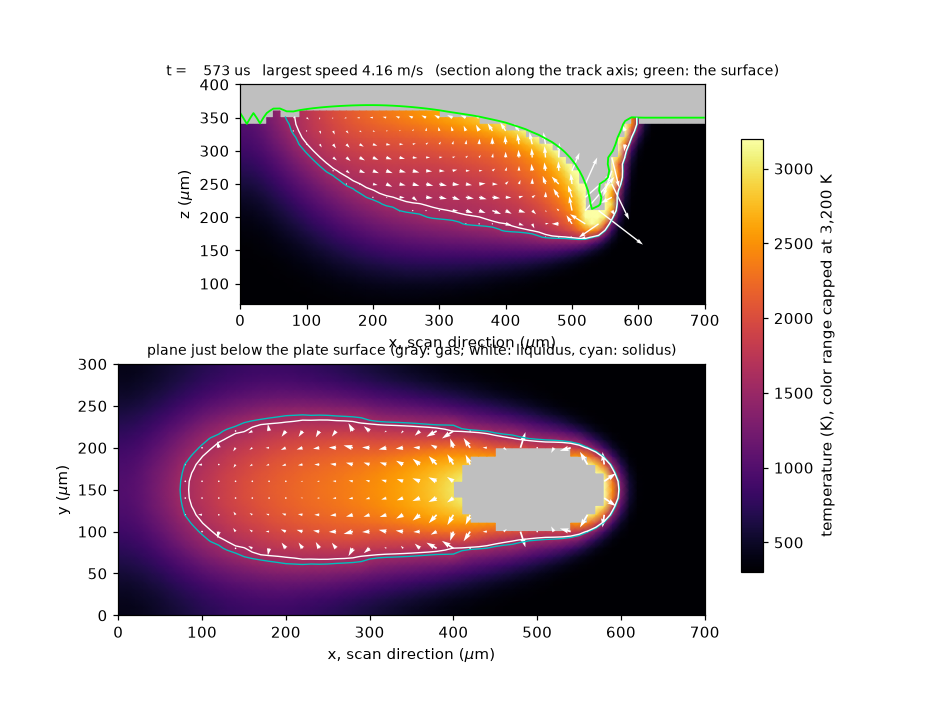 t =    573 us   largest speed 4.16 m/s   (section along the track axis; green: the surface)
400
350
300
250
200
150
100
z (μm)
0 100 200 300 400 500 600 700
x, scan direction (μm)
plane just below the plate surface (gray: gas; white: liquidus, cyan: solidus)
300
250
200
150
100
50
0
y (μm)
0 100 200 300 400 500 600 700
x, scan direction (μm)
3000
2500
2000
1500
1000
500
temperature (K), color range capped at 3,200 K